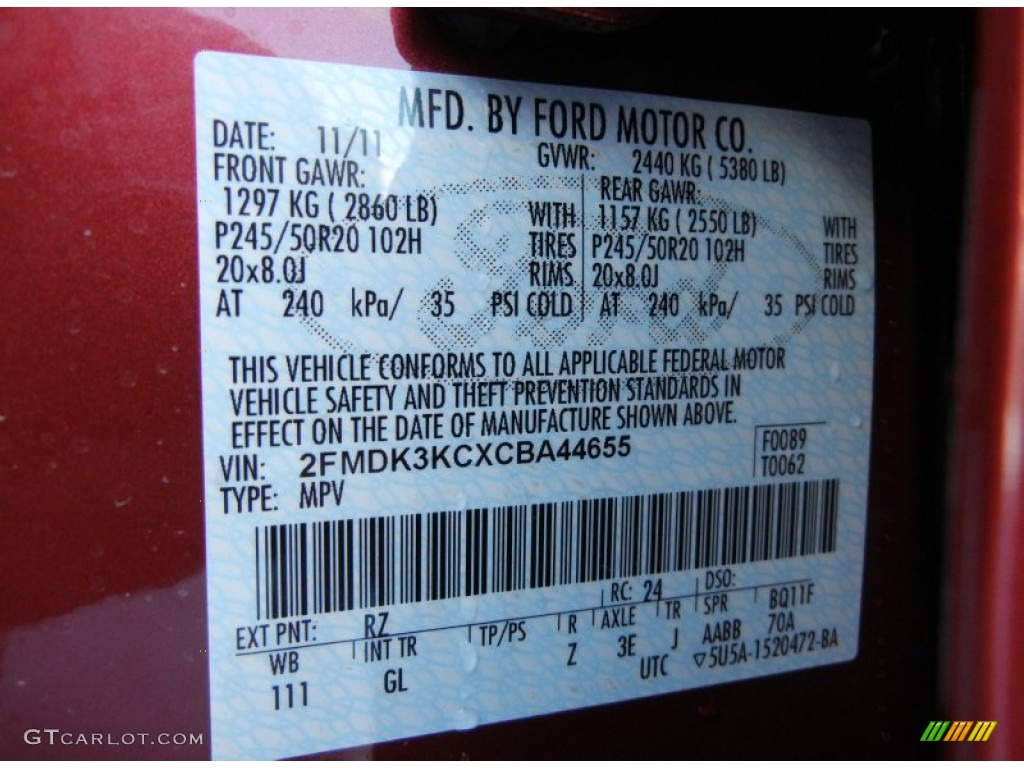 MFD. BY FORD MOTOR CO.
DATE: 11/11 GVWR: 2440 KG ( 5380 LB)
FRONT GAWR: REAR GAWR:
1297 KG ( 2860 LB) WITH 1157 KG ( 2550 LB) WITH
P245/50R20 102H TIRES P245/50R20 102H TIRES
20x8.0J RIMS 20x8.0J RIMS
AT 240 kPa/ 35 PSI COLD AT 240 kPa/ 35 PSI COLD
THIS VEHICLE CONFORMS TO ALL APPLICABLE FEDERAL MOTOR
VEHICLE SAFETY AND THEFT PREVENTION STANDARDS IN
EFFECT ON THE DATE OF MANUFACTURE SHOWN ABOVE.
VIN: 2FMDK3KCXCBA44655 F0089
TYPE: MPV T0062
EXT PNT: RZ RC: 24 DSO:
WB INT TR TP/PS R AXLE TR SPR BQ11F
111 GL Z 3E J AABB 70A
UTC ▽5U5A-1520472-BA
Ford
GTCARLOT.COM